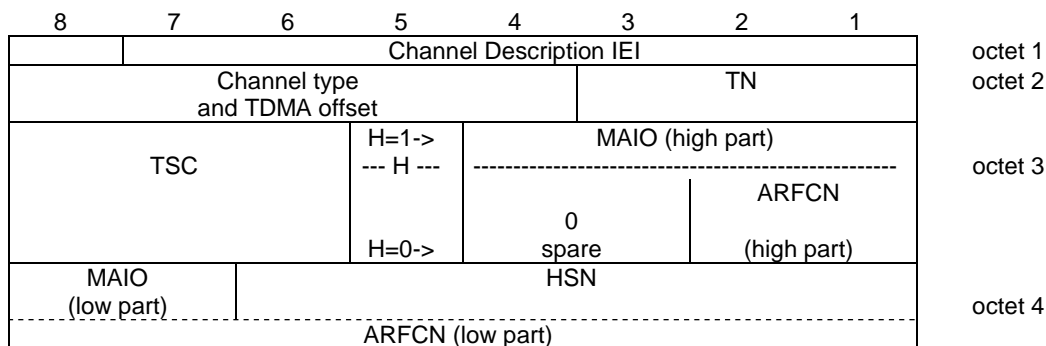 8 7 6 5 4 3 2 1
Channel Description IEI octet 1
Channel type TN octet 2
and TDMA offset
H=1-> MAIO (high part)
TSC --- H --- ---------------------------------------------------- octet 3
ARFCN
0
H=0-> spare (high part)
MAIO HSN
(low part) octet 4
ARFCN (low part)